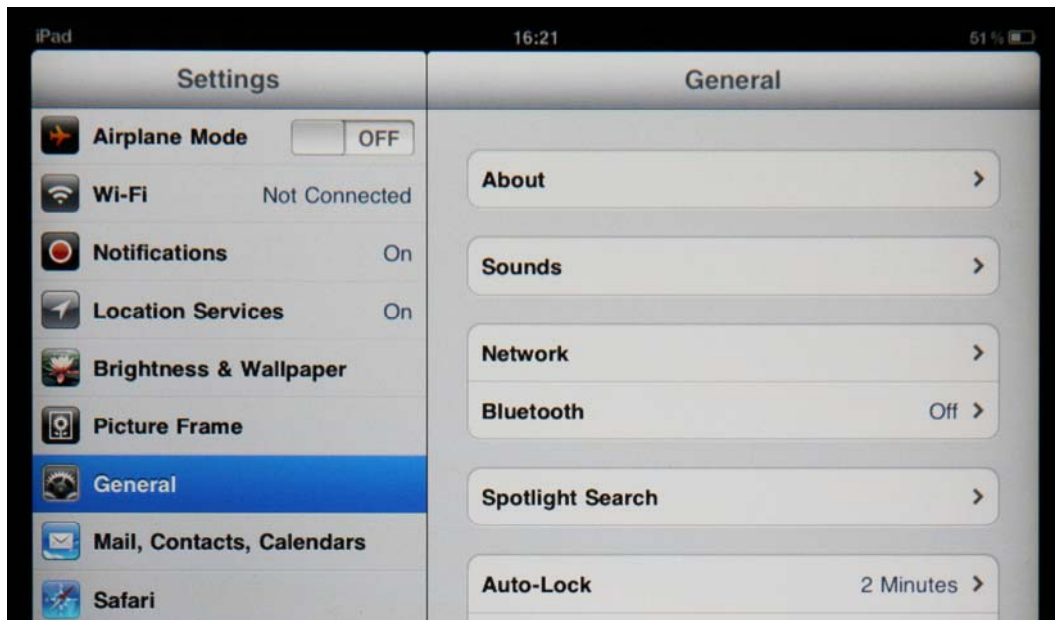 iPad 16:21 51%
Settings
Airplane Mode OFF
Wi-Fi Not Connected
Notifications On
Location Services On
Brightness & Wallpaper
Picture Frame
General
Mail, Contacts, Calendars
Safari
General
About
Sounds
Network
Bluetooth Off
Spotlight Search
Auto-Lock 2 Minutes